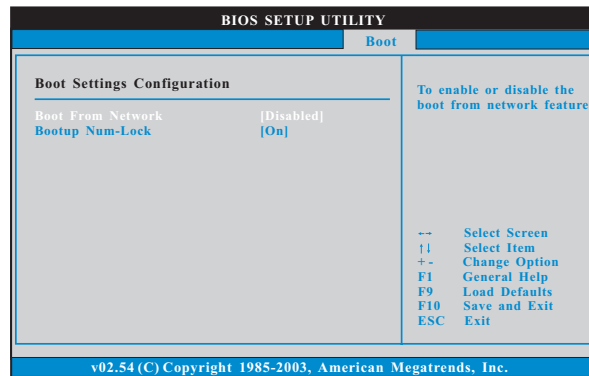 BIOS SETUP UTILITY
Boot
Boot Settings Configuration
Boot From Network [Disabled]
Bootup Num-Lock [On]
To enable or disable the
boot from network feature
←→ Select Screen
↑↓ Select Item
+ - Change Option
F1 General Help
F9 Load Defaults
F10 Save and Exit
ESC Exit
v02.54 (C) Copyright 1985-2003, American Megatrends, Inc.